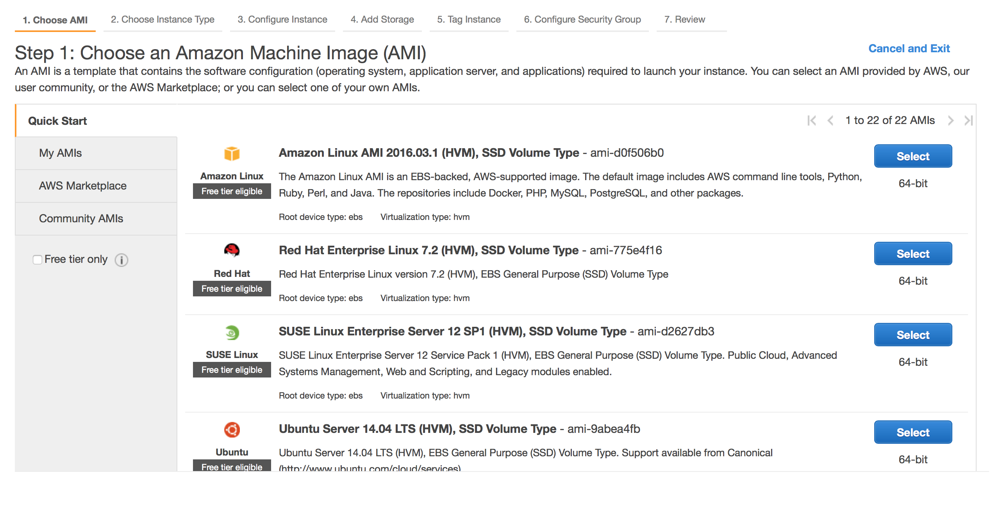 1. Choose AMI 2. Choose Instance Type 3. Configure Instance 4. Add Storage 5. Tag Instance 6. Configure Security Group 7. Review
Step 1: Choose an Amazon Machine Image (AMI)
Cancel and Exit
An AMI is a template that contains the software configuration (operating system, application server, and applications) required to launch your instance. You can select an AMI provided by AWS, our
user community, or the AWS Marketplace; or you can select one of your own AMIs.
Quick Start
My AMIs
AWS Marketplace
Community AMIs
Free tier only
1 to 22 of 22 AMIs
Amazon Linux
Free tier eligible
Amazon Linux AMI 2016.03.1 (HVM), SSD Volume Type - ami-d0f506b0
The Amazon Linux AMI is an EBS-backed, AWS-supported image. The default image includes AWS command line tools, Python,
Ruby, Perl, and Java. The repositories include Docker, PHP, MySQL, PostgreSQL, and other packages.
Root device type: ebs Virtualization type: hvm
Select
64-bit
Red Hat
Free tier eligible
Red Hat Enterprise Linux 7.2 (HVM), SSD Volume Type - ami-775e4f16
Red Hat Enterprise Linux version 7.2 (HVM), EBS General Purpose (SSD) Volume Type
Root device type: ebs Virtualization type: hvm
Select
64-bit
SUSE Linux
Free tier eligible
SUSE Linux Enterprise Server 12 SP1 (HVM), SSD Volume Type - ami-d2627db3
SUSE Linux Enterprise Server 12 Service Pack 1 (HVM), EBS General Purpose (SSD) Volume Type. Public Cloud, Advanced
Systems Management, Web and Scripting, and Legacy modules enabled.
Root device type: ebs Virtualization type: hvm
Select
64-bit
Ubuntu
Free tier eligible
Ubuntu Server 14.04 LTS (HVM), SSD Volume Type - ami-9abea4fb
Ubuntu Server 14.04 LTS (HVM), EBS General Purpose (SSD) Volume Type. Support available from Canonical
(http://www.ubuntu.com/cloud/services)
Select
64-bit